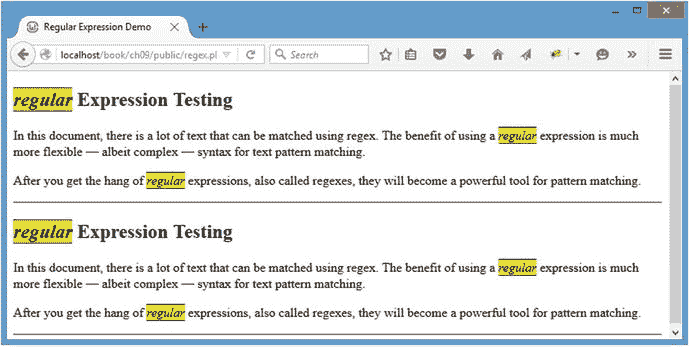 Regular Expression Demo
localhost/book/ch09/public/regex.pl
Search
regular Expression Testing
In this document, there is a lot of text that can be matched using regex. The benefit of using a regular expression is much
more flexible — albeit complex — syntax for text pattern matching.
After you get the hang of regular expressions, also called regexes, they will become a powerful tool for pattern matching.
regular Expression Testing
In this document, there is a lot of text that can be matched using regex. The benefit of using a regular expression is much
more flexible — albeit complex — syntax for text pattern matching.
After you get the hang of regular expressions, also called regexes, they will become a powerful tool for pattern matching.